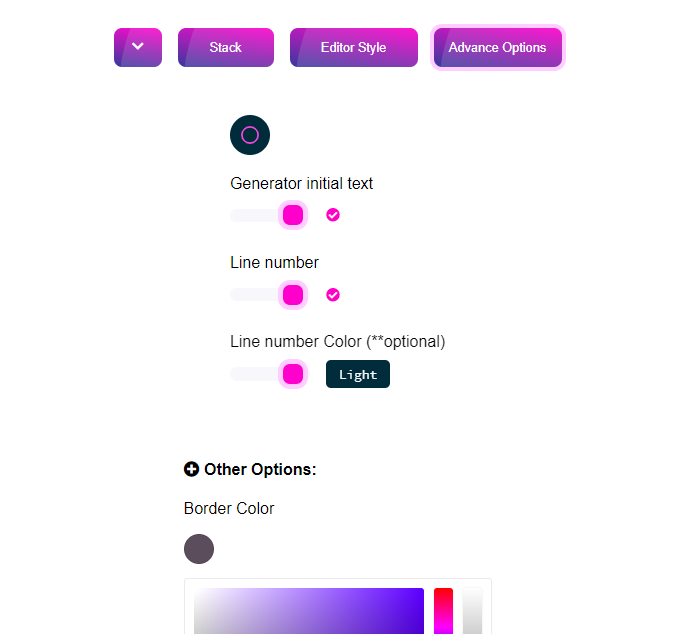 Stack Editor Style Advance Options
Generator initial text
Line number
Line number Color (**optional)
Light
Other Options:
Border Color